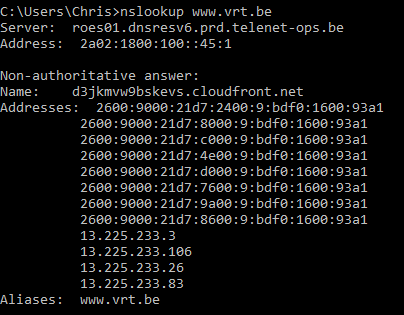 C:\Users\Chris>nslookup www.vrt.be
Server:  roes01.dnsresv6.prd.telenet-ops.be
Address:  2a02:1800:100::45:1

Non-authoritative answer:
Name:    d3jkmvw9bskevs.cloudfront.net
Addresses:  2600:9000:21d7:2400:9:bdf0:1600:93a1
          2600:9000:21d7:8000:9:bdf0:1600:93a1
          2600:9000:21d7:c000:9:bdf0:1600:93a1
          2600:9000:21d7:4e00:9:bdf0:1600:93a1
          2600:9000:21d7:d000:9:bdf0:1600:93a1
          2600:9000:21d7:7600:9:bdf0:1600:93a1
          2600:9000:21d7:9a00:9:bdf0:1600:93a1
          2600:9000:21d7:8600:9:bdf0:1600:93a1
          13.225.233.3
          13.225.233.106
          13.225.233.26
          13.225.233.83
Aliases:  www.vrt.be